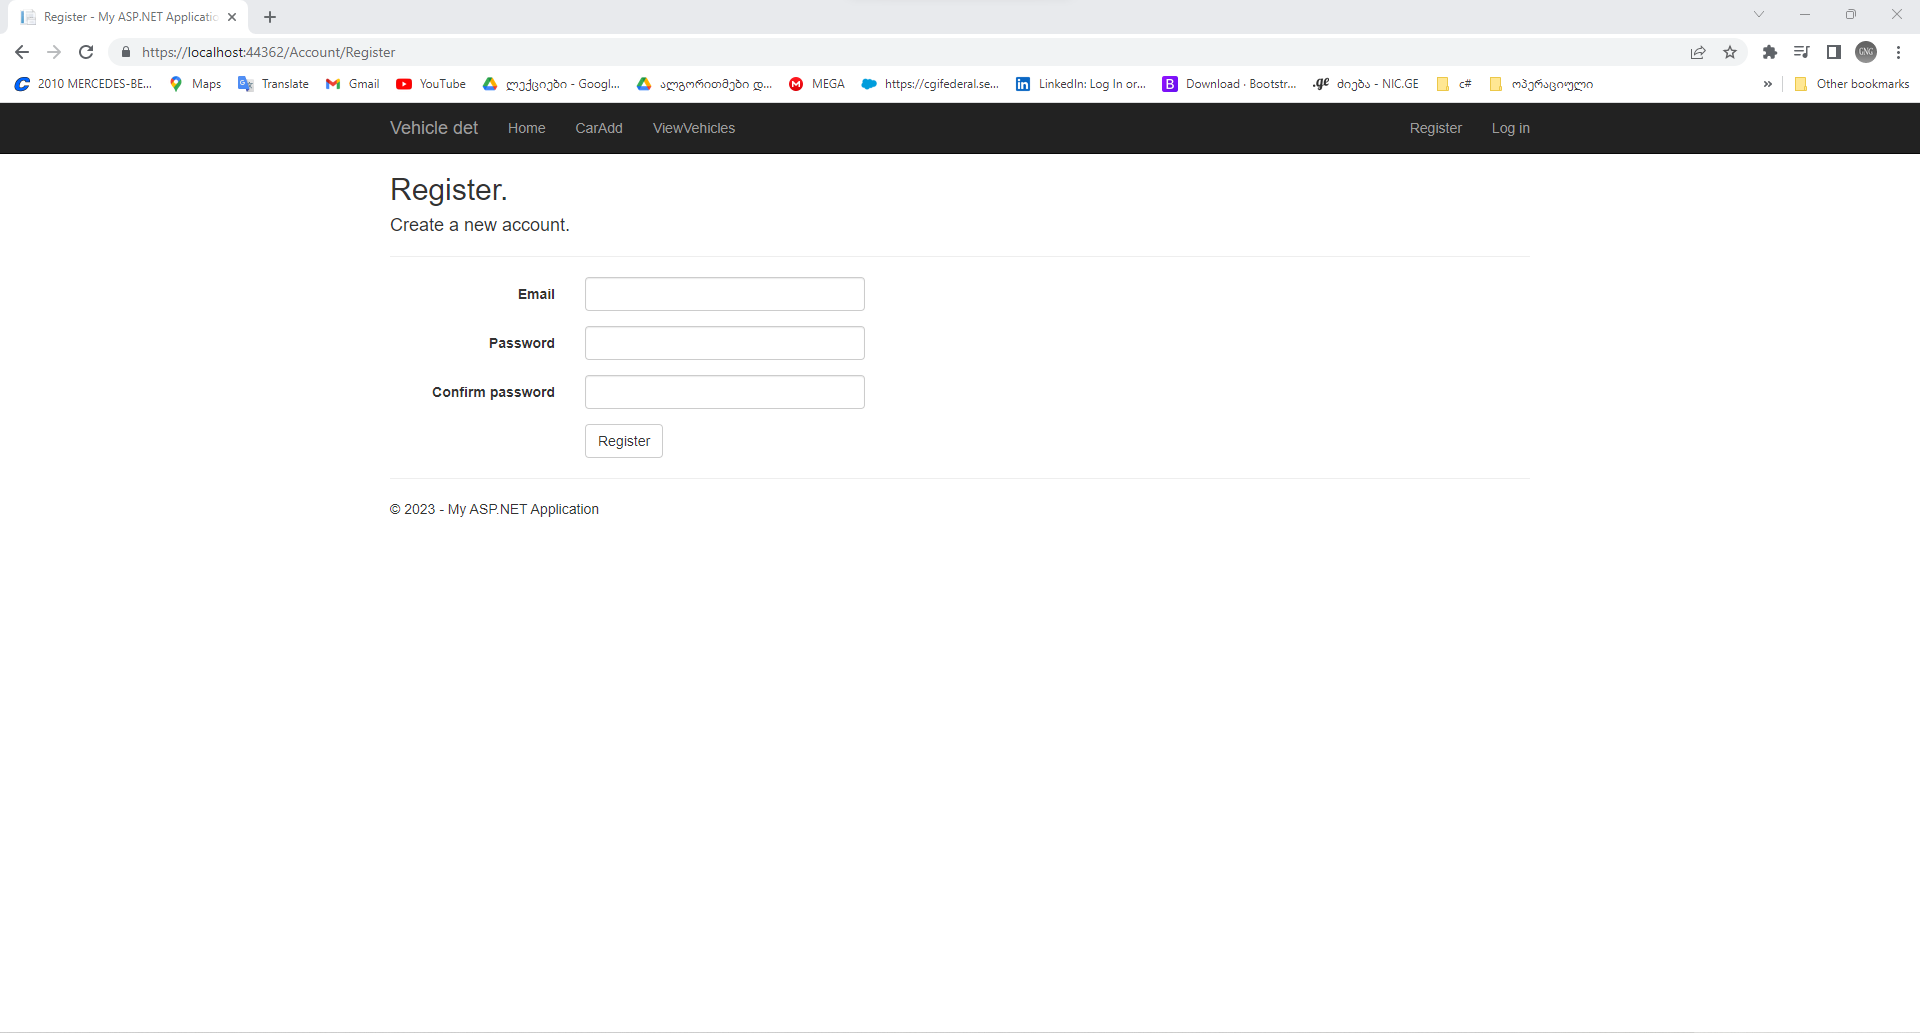 Register - My ASP.NET Applicatio
https://localhost:44362/Account/Register
GNG
2010 MERCEDES-BE... Maps Translate Gmail YouTube ლექციები - Googl... ალგორითმები დ... MEGA https://cgifederal.se... LinkedIn: Log In or... Download · Bootstr... .ge ძიება - NIC.GE c# ოპერაციული » Other bookmarks
Vehicle det Home CarAdd ViewVehicles Register Log in
Register.
Create a new account.
Email
Password
Confirm password
Register
© 2023 - My ASP.NET Application